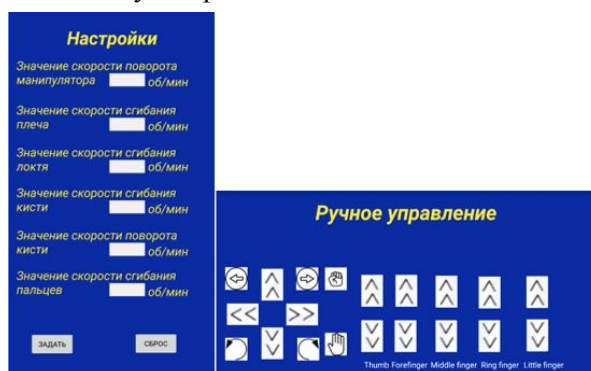 Настройки
Значение скорости поворота
манипулятора об/мин
Значение скорости сгибания
плеча об/мин
Значение скорости сгибания
локтя об/мин
Значение скорости сгибания
кисти об/мин
Значение скорости поворота
кисти об/мин
Значение скорости сгибания
пальцев об/мин
ЗАДАТЬ СБРОС
Ручное управление
<< >>
Thumb Forefinger Middle finger Ring finger Little finger